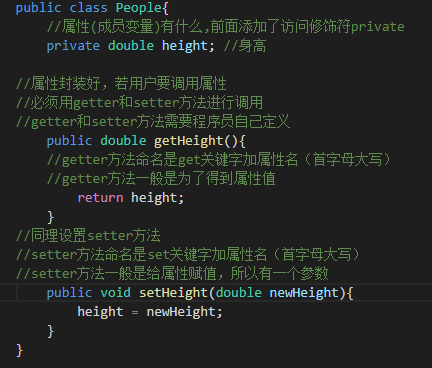 public class People{
//属性(成员变量)有什么,前面添加了访问修饰符private
private double height; //身高
//属性封装好，若用户要调用属性
//必须用getter和setter方法进行调用
//getter和setter方法需要程序员自己定义
public double getHeight(){
//getter方法命名是get关键字加属性名（首字母大写）
//getter方法一般是为了得到属性值
return height;
}
//同理设置setter方法
//setter方法命名是set关键字加属性名（首字母大写）
//setter方法一般是给属性赋值，所以有一个参数
public void setHeight(double newHeight){
height = newHeight;
}
}